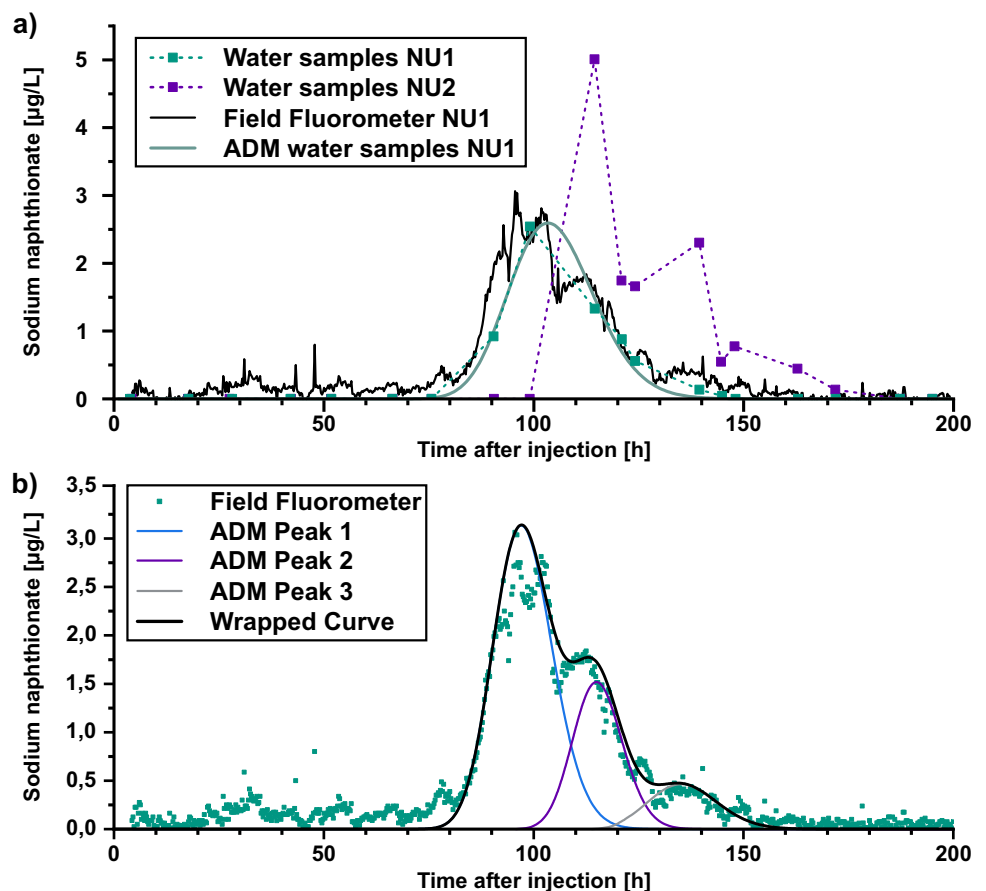 a)
Sodium naphthionate [µg/L]
5
4
3
2
1
0
Water samples NU1
Water samples NU2
Field Fluorometer NU1
ADM water samples NU1
0 50 100 150 200
Time after injection [h]
b)
Sodium naphthionate [µg/L]
3,5
3,0
2,5
2,0
1,5
1,0
0,5
0,0
Field Fluorometer
ADM Peak 1
ADM Peak 2
ADM Peak 3
Wrapped Curve
0 50 100 150 200
Time after injection [h]